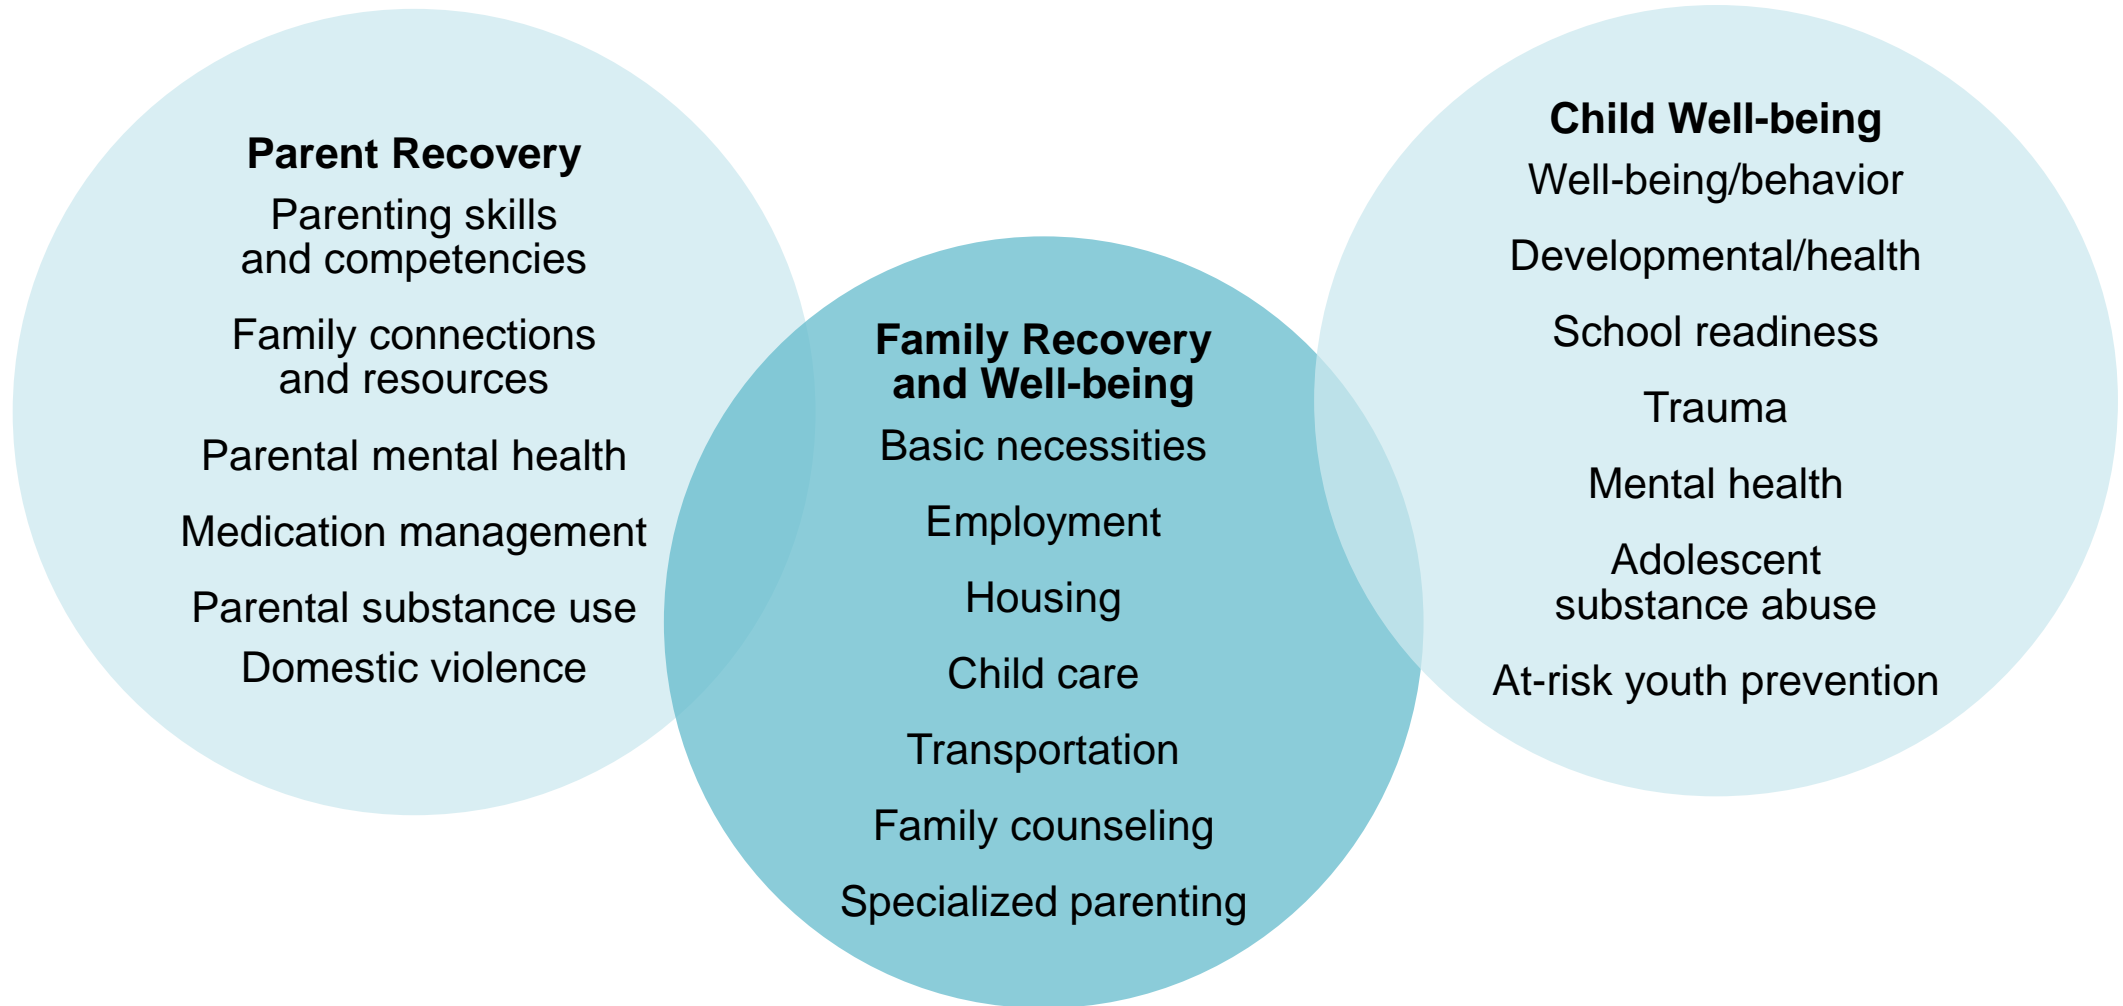 Parent Recovery
Parenting skills
and competencies
Family connections
and resources
Parental mental health
Medication management
Parental substance use
Domestic violence
Family Recovery
and Well-being
Basic necessities
Employment
Housing
Child care
Transportation
Family counseling
Specialized parenting
Child Well-being
Well-being/behavior
Developmental/health
School readiness
Trauma
Mental health
Adolescent
substance abuse
At-risk youth prevention